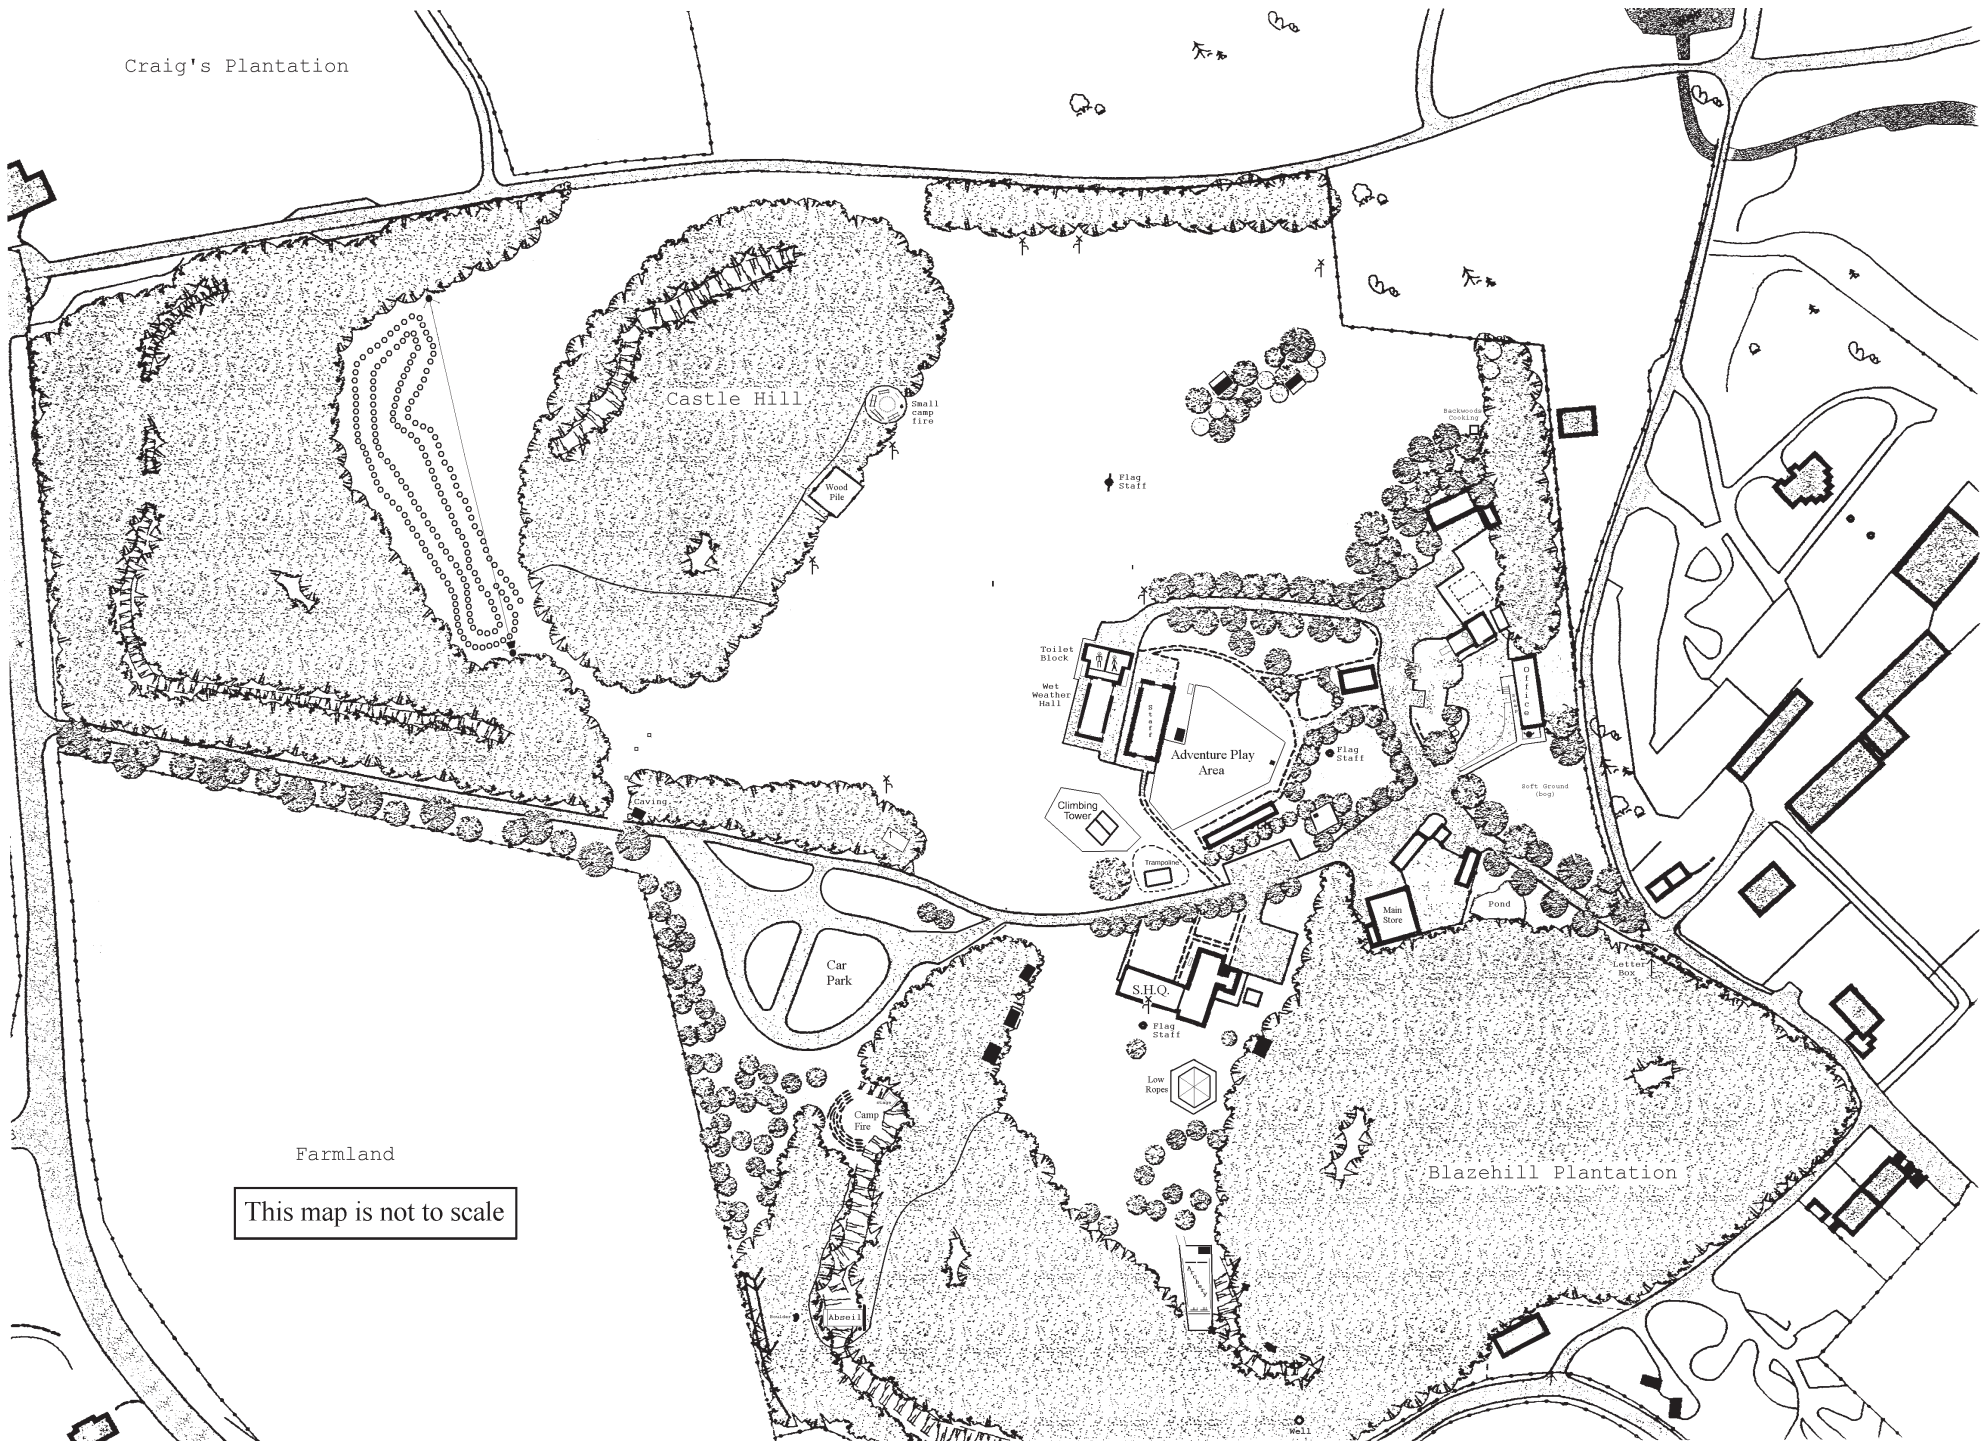 Craig's Plantation
Castle Hill
Small
camp
fire
Wood
Pile
Backwoods
Cooking
Flag
Staff
Toilet
Block
Wet
Weather
Hall
Staff
Office
Adventure Play
Area
Flag
Staff
Soft Ground
(bog)
Caving
Climbing
Tower
Trampoline
Main
Store
Pond
Letter
Box
Car
Park
S.H.Q.
Flag
Staff
Low
Ropes
Stage
Camp
Fire
Farmland
This map is not to scale
Blazehill Plantation
Boulder
Abseil
Well